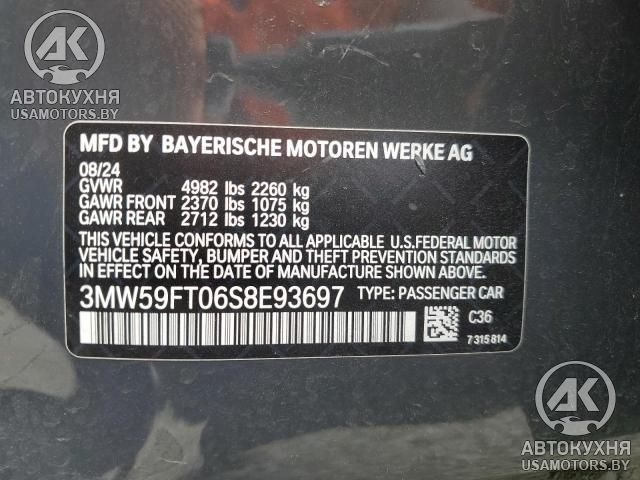 АК
АВТОКУХНЯ
USAMOTORS.BY
MFD BY BAYERISCHE MOTOREN WERKE AG
08/24
GVWR 4982 lbs 2260 kg
GAWR FRONT 2370 lbs 1075 kg
GAWR REAR 2712 lbs 1230 kg
THIS VEHICLE CONFORMS TO ALL APPLICABLE U.S.FEDERAL MOTOR
VEHICLE SAFETY, BUMPER AND THEFT PREVENTION STANDARDS
IN EFFECT ON THE DATE OF MANUFACTURE SHOWN ABOVE.
3MW59FT06S8E93697 TYPE: PASSENGER CAR
C36
7315814
АК
АВТОКУХНЯ
USAMOTORS.BY